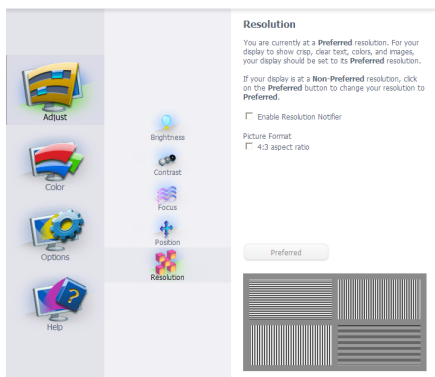 Adjust
Color
Options
Help
Brightness
Contrast
Focus
Position
Resolution
Resolution
You are currently at a Preferred resolution. For your
display to show crisp, clear text, colors, and images,
your display should be set to its Preferred resolution.
If your display is at a Non-Preferred resolution, click
on the Preferred button to change your resolution to
Preferred.
Enable Resolution Notifier
Picture Format
4:3 aspect ratio
Preferred
?